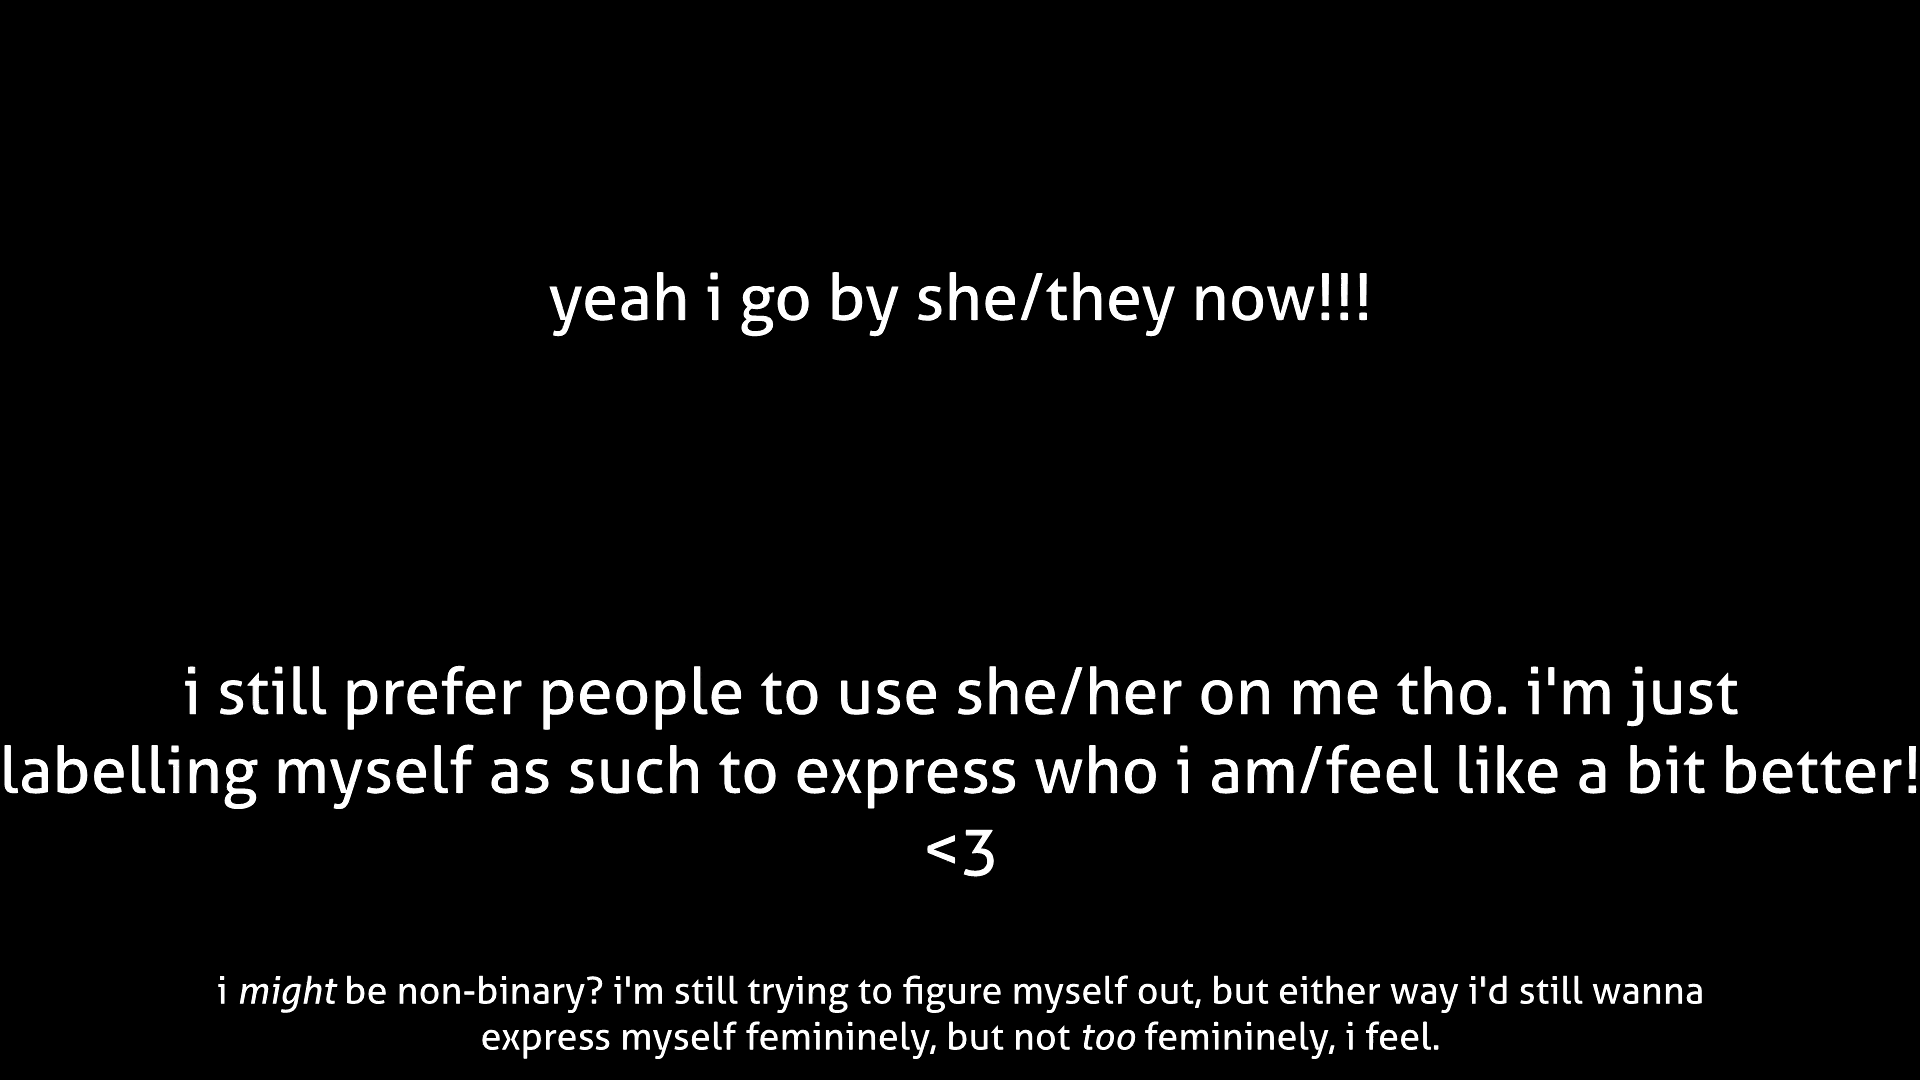 yeah i go by she/they now!!!
i still prefer people to use she/her on me tho. i'm just
labelling myself as such to express who i am/feel like a bit better!
<3
i might be non-binary? i'm still trying to figure myself out, but either way i'd still wanna
express myself femininely, but not too femininely, i feel.